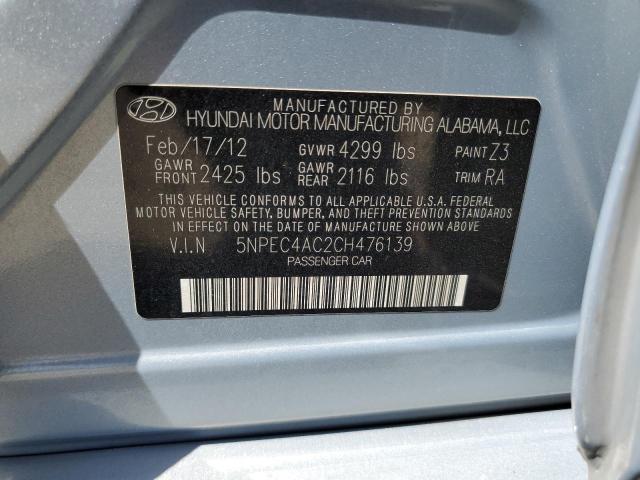 MANUFACTURED BY
HYUNDAI MOTOR MANUFACTURING ALABAMA, LLC
Feb/17/12 GVWR 4299 lbs PAINT Z3
GAWR FRONT 2425 lbs GAWR REAR 2116 lbs TRIM RA
THIS VEHICLE CONFORMS TO ALL APPLICABLE U.S.A. FEDERAL
MOTOR VEHICLE SAFETY, BUMPER, AND THEFT PREVENTION STANDARDS
IN EFFECT ON THE DATE OF MANUFACTURE SHOWN ABOVE.
V.I.N 5NPEC4AC2CH476139
PASSENGER CAR